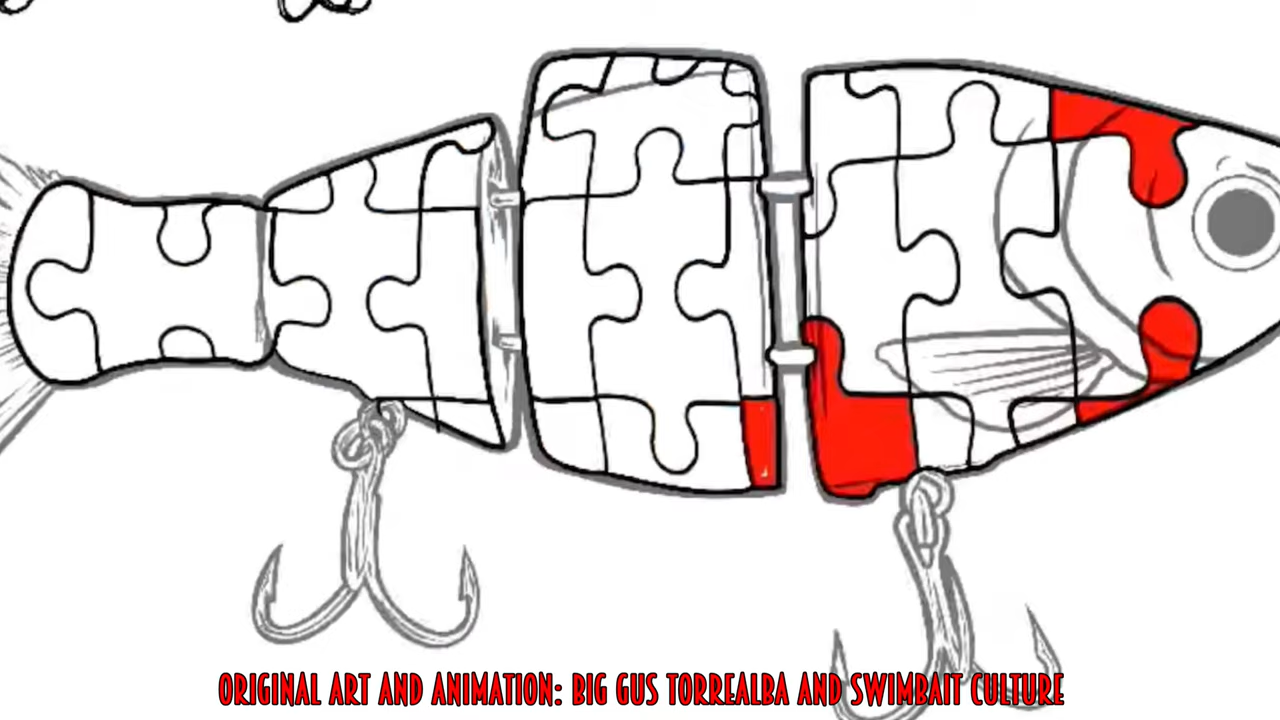 ORIGINAL ART AND ANIMATION: BIG GUS TORREALBA AND SWIMBAIT CULTURE